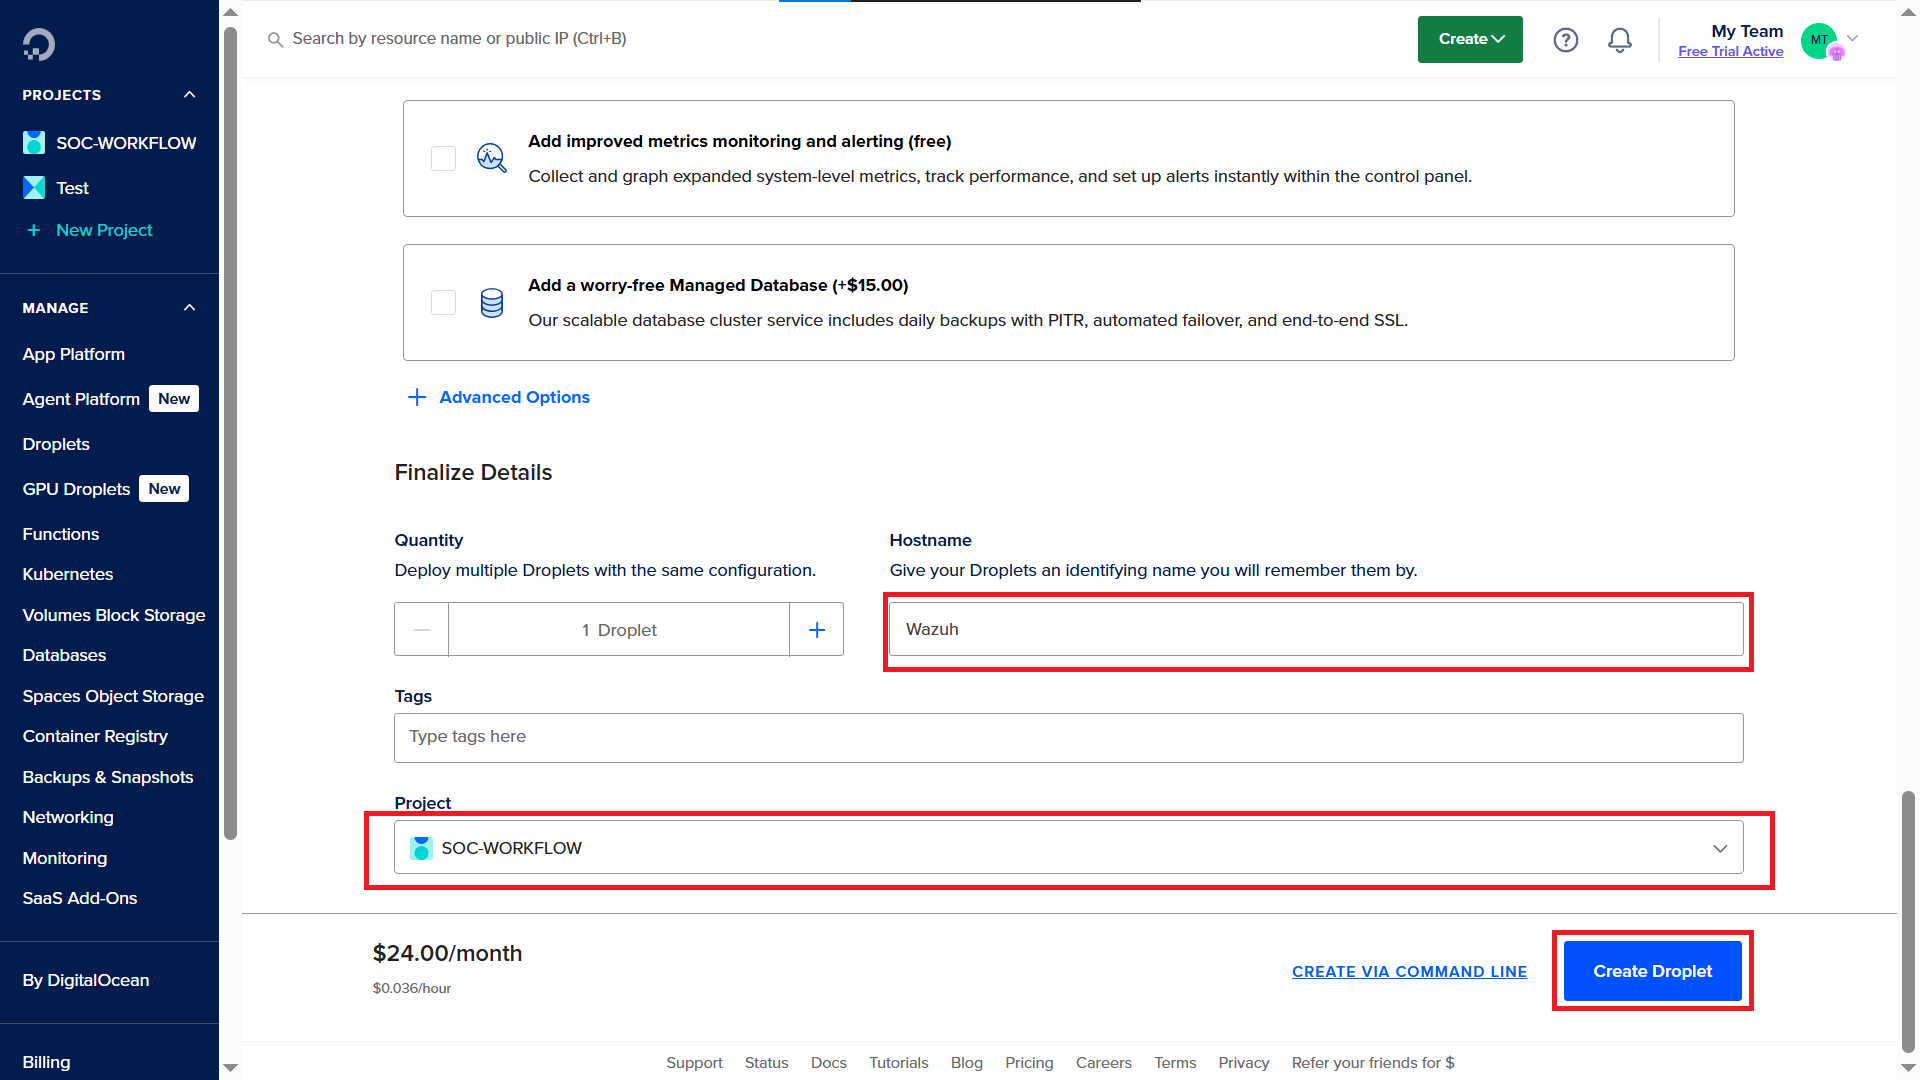 PROJECTS
SOC-WORKFLOW
Test
+ New Project
MANAGE
App Platform
Agent Platform New
Droplets
GPU Droplets New
Functions
Kubernetes
Volumes Block Storage
Databases
Spaces Object Storage
Container Registry
Backups & Snapshots
Networking
Monitoring
SaaS Add-Ons
By DigitalOcean
Billing
Search by resource name or public IP (Ctrl+B)
Create
?
My Team
Free Trial Active
MT
Add improved metrics monitoring and alerting (free)
Collect and graph expanded system-level metrics, track performance, and set up alerts instantly within the control panel.
Add a worry-free Managed Database (+$15.00)
Our scalable database cluster service includes daily backups with PITR, automated failover, and end-to-end SSL.
+ Advanced Options
Finalize Details
Quantity
Deploy multiple Droplets with the same configuration.
— 1 Droplet +
Hostname
Give your Droplets an identifying name you will remember them by.
Wazuh
Tags
Type tags here
Project
SOC-WORKFLOW
$24.00/month
$0.036/hour
CREATE VIA COMMAND LINE
Create Droplet
Support Status Docs Tutorials Blog Pricing Careers Terms Privacy Refer your friends for $